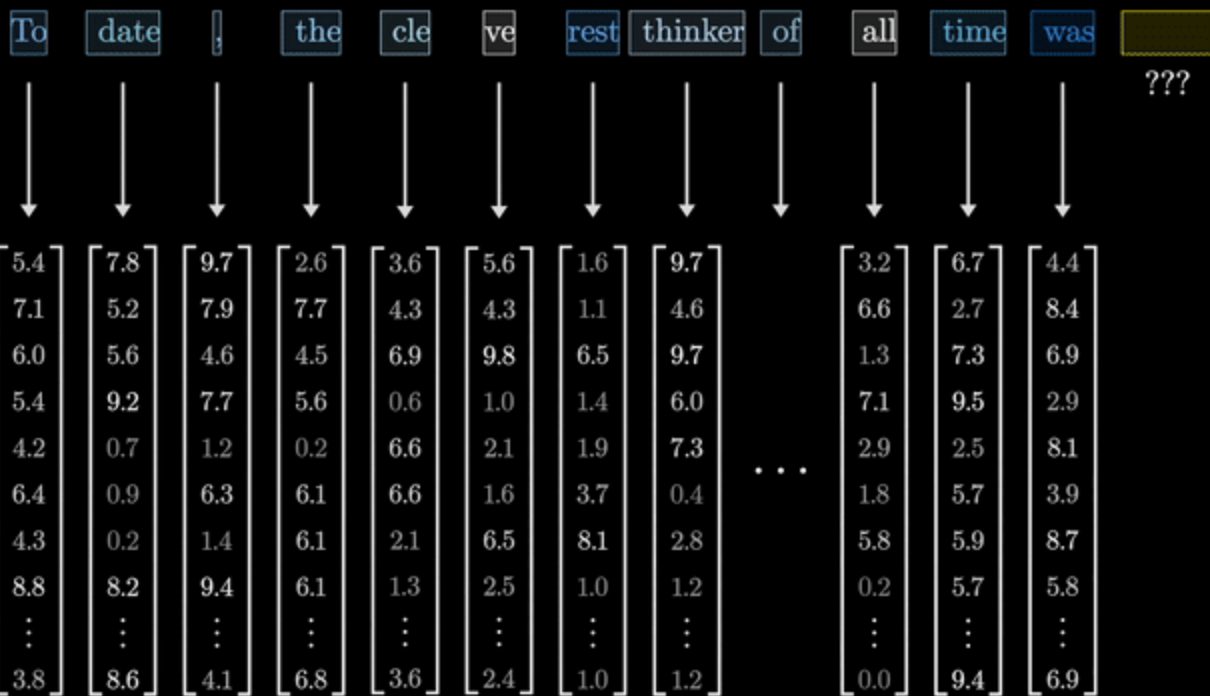 To date , the cle ve rest thinker of all time was
???
5.4 7.8 9.7 2.6 3.6 5.6 1.6 9.7 3.2 6.7 4.4
7.1 5.2 7.9 7.7 4.3 4.3 1.1 4.6 6.6 2.7 8.4
6.0 5.6 4.6 4.5 6.9 9.8 6.5 9.7 1.3 7.3 6.9
5.4 9.2 7.7 5.6 0.6 1.0 1.4 6.0 7.1 9.5 2.9
4.2 0.7 1.2 0.2 6.6 2.1 1.9 7.3 ... 2.9 2.5 8.1
6.4 0.9 6.3 6.1 6.6 1.6 3.7 0.4 1.8 5.7 3.9
4.3 0.2 1.4 6.1 2.1 6.5 8.1 2.8 5.8 5.9 8.7
8.8 8.2 9.4 6.1 1.3 2.5 1.0 1.2 0.2 5.7 5.8
⋮ ⋮ ⋮ ⋮ ⋮ ⋮ ⋮ ⋮ ⋮ ⋮ ⋮
3.8 8.6 4.1 6.8 3.6 2.4 1.0 1.2 0.0 9.4 6.9